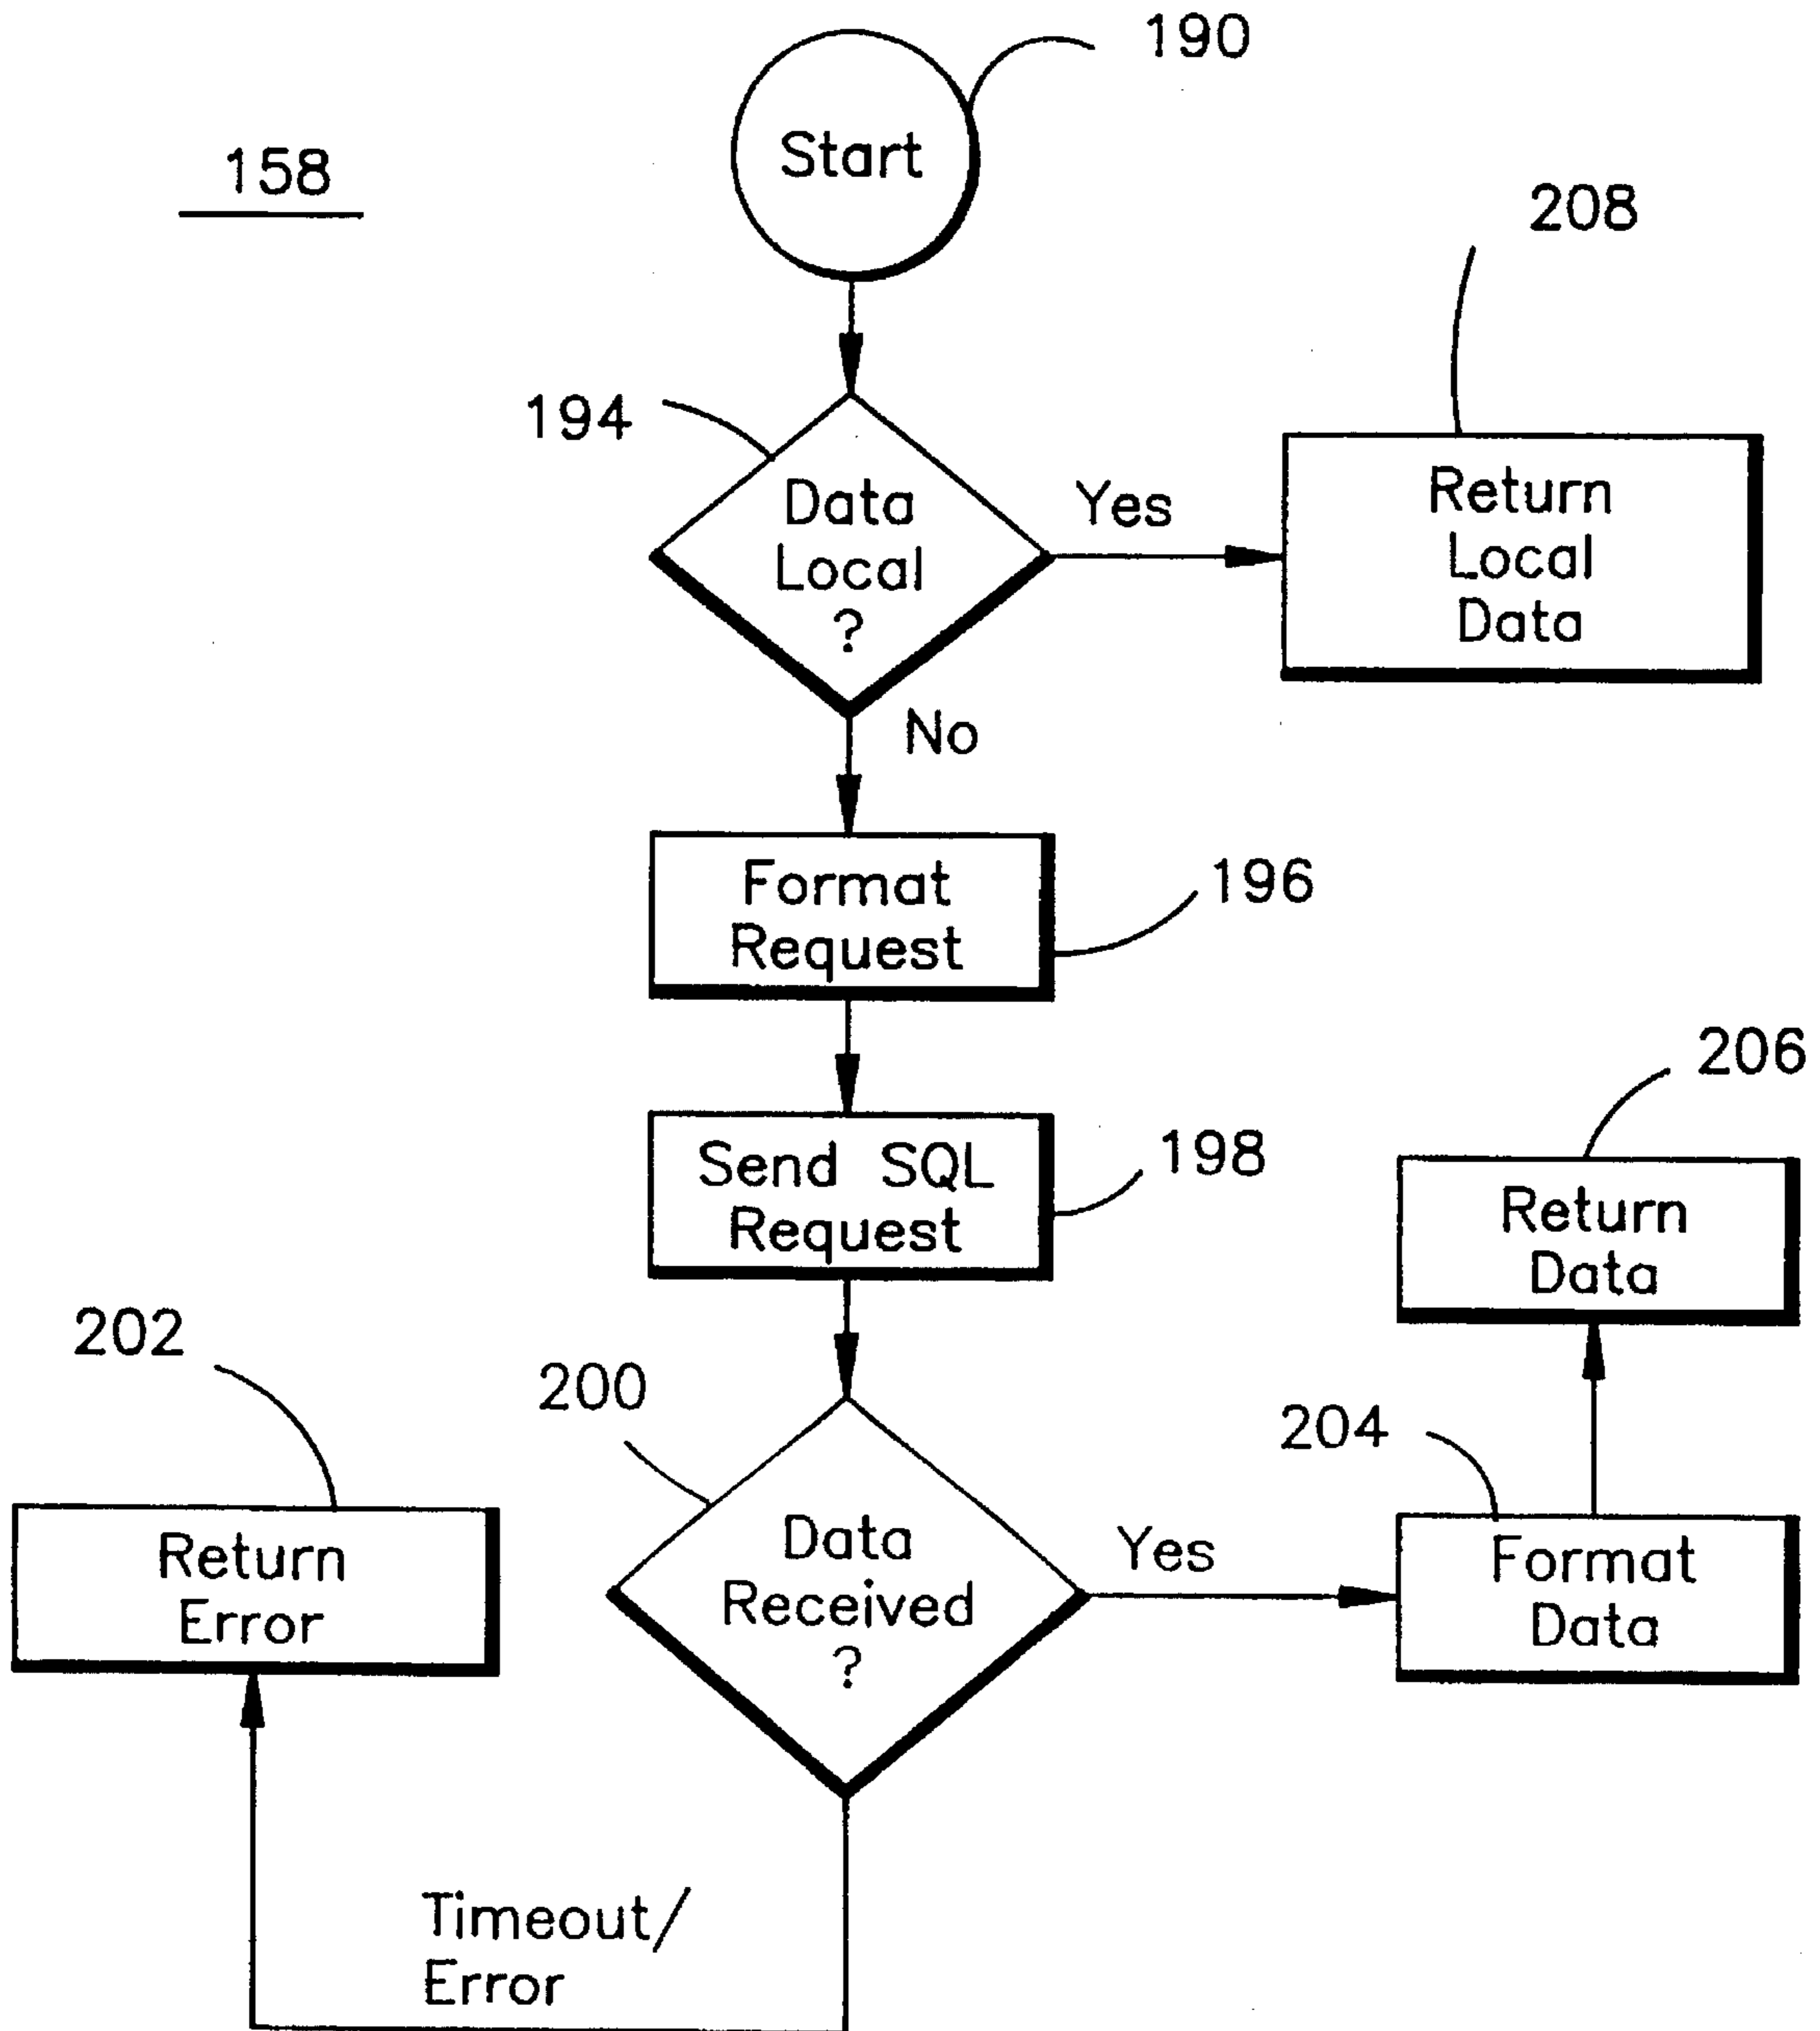 190
Start
158
208
194
Data
Local
?
Yes
Return
Local
Data
No
Format
Request
196
206
Send SQL
Request
198
Return
Data
202
200
204
Return
Error
Data
Received
?
Yes
Format
Data
Timeout/
Error